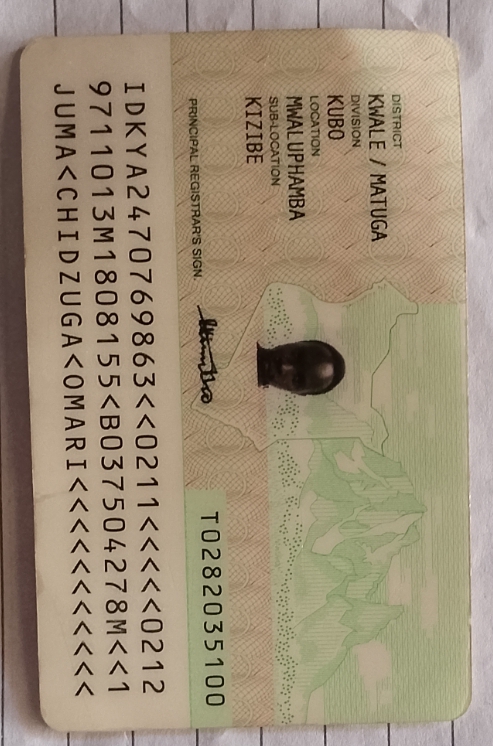 DISTRICT
KWALE / MATUGA
DIVISION
KUBO
LOCATION
MWALUPHAMBA
SUB-LOCATION
KIZIBE
PRINCIPAL REGISTRAR'S SIGN.
T0282035100
IDKYA2470769863<<0211<<<<<0212
9711013M1808155<B037504278M<<1
JUMA<CHIDZUGA<OMARI<<<<<<<<<<<